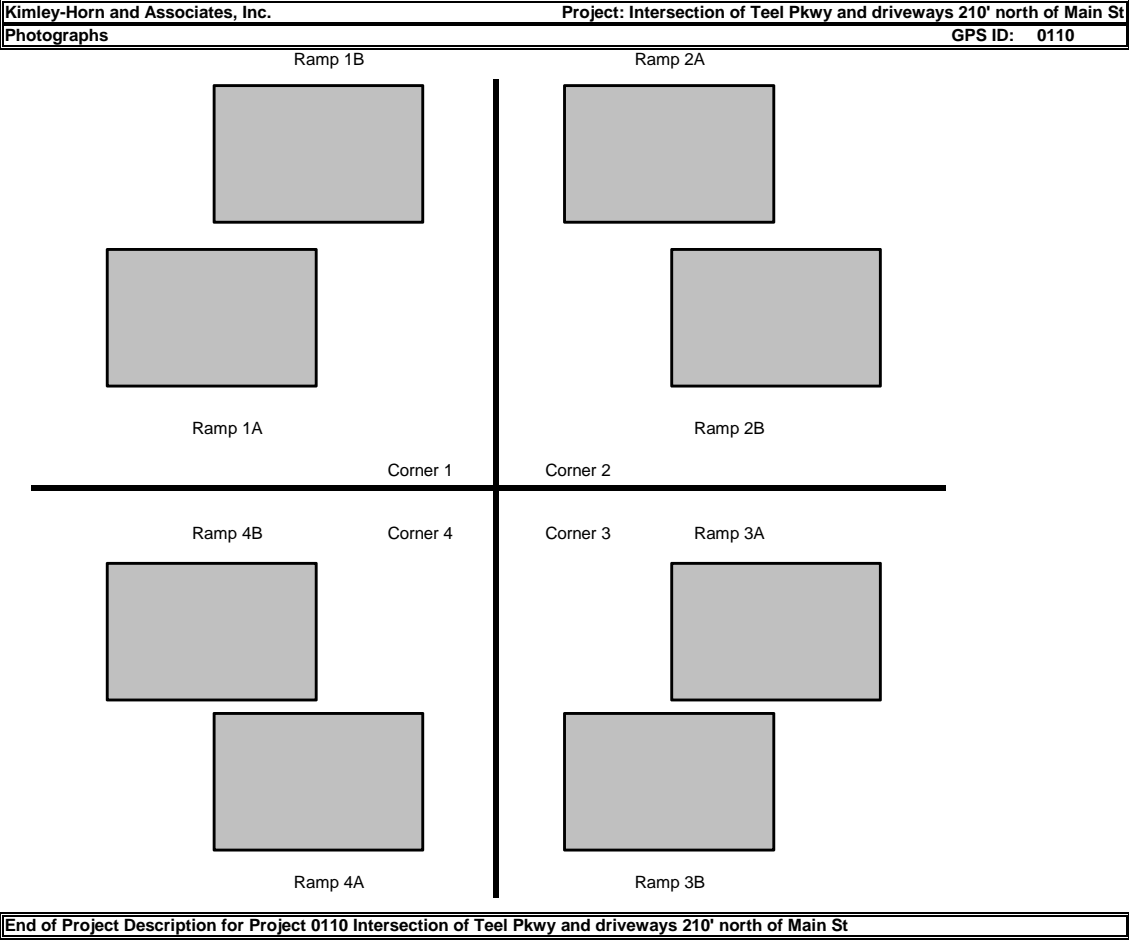 Kimley-Horn and Associates, Inc. Project: Intersection of Teel Pkwy and driveways 210' north of Main St
Photographs GPS ID: 0110
Ramp 1B Ramp 2A
Ramp 1A Ramp 2B
Corner 1 Corner 2
Ramp 4B Corner 4 Corner 3 Ramp 3A
Ramp 4A Ramp 3B
End of Project Description for Project 0110 Intersection of Teel Pkwy and driveways 210' north of Main St